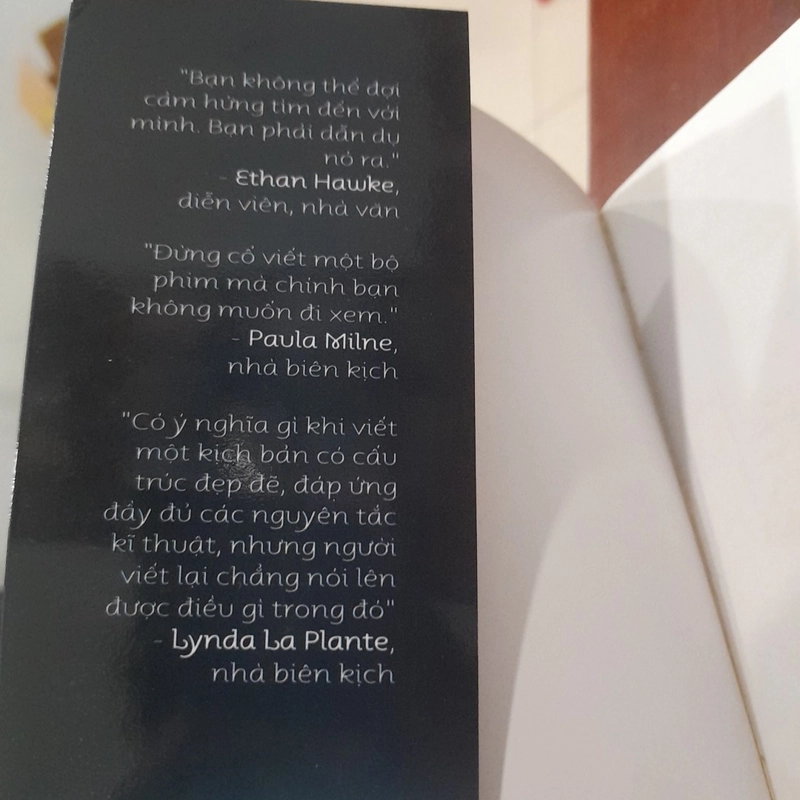 "Bạn không thể đợi
cảm hứng tìm đến với
mình. Bạn phải dẫn dụ
nó ra."
- Ethan Hawke,
diễn viên, nhà văn
"Đừng cố viết một bộ
phim mà chính bạn
không muốn đi xem."
- Paula Milne,
nhà biên kịch
"Có ý nghĩa gì khi viết
một kịch bản có cấu
trúc đẹp đẽ, đáp ứng
đầy đủ các nguyên tắc
kĩ thuật, nhưng người
viết lại chẳng nói lên
được điều gì trong đó"
- Lynda La Plante,
nhà biên kịch